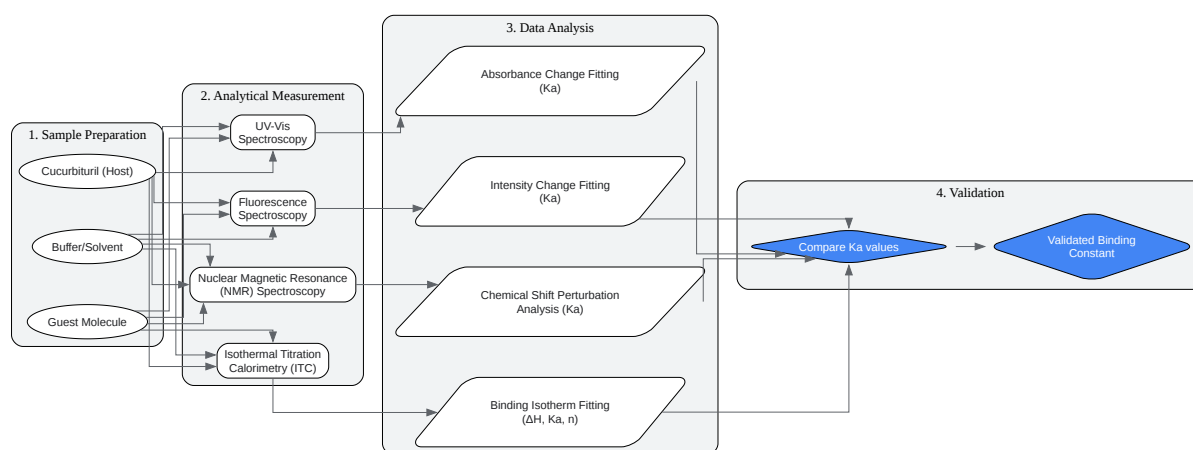 1. Sample Preparation
Cucurbituril (Host)
Buffer/Solvent
Guest Molecule
2. Analytical Measurement
UV-Vis
Spectroscopy
Fluorescence
Spectroscopy
Nuclear Magnetic Resonance
(NMR) Spectroscopy
Isothermal Titration
Calorimetry (ITC)
3. Data Analysis
Absorbance Change Fitting
(Ka)
Intensity Change Fitting
(Ka)
Chemical Shift Perturbation
Analysis (Ka)
Binding Isotherm Fitting
(ΔH, Ka, n)
4. Validation
Compare Ka values
Validated Binding
Constant